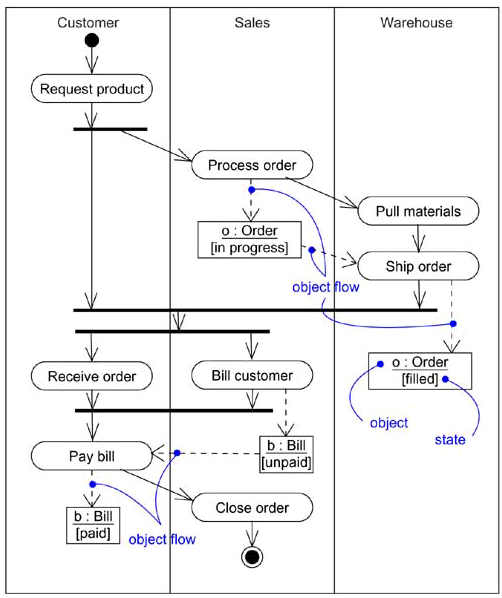 Customer
Sales
Warehouse
Request product
Process order
Pull materials
o : Order
[in progress]
Ship order
object flow
Receive order
Bill customer
o : Order
[filled]
object
state
Pay bill
b : Bill
[unpaid]
Close order
b : Bill
[paid]
object flow